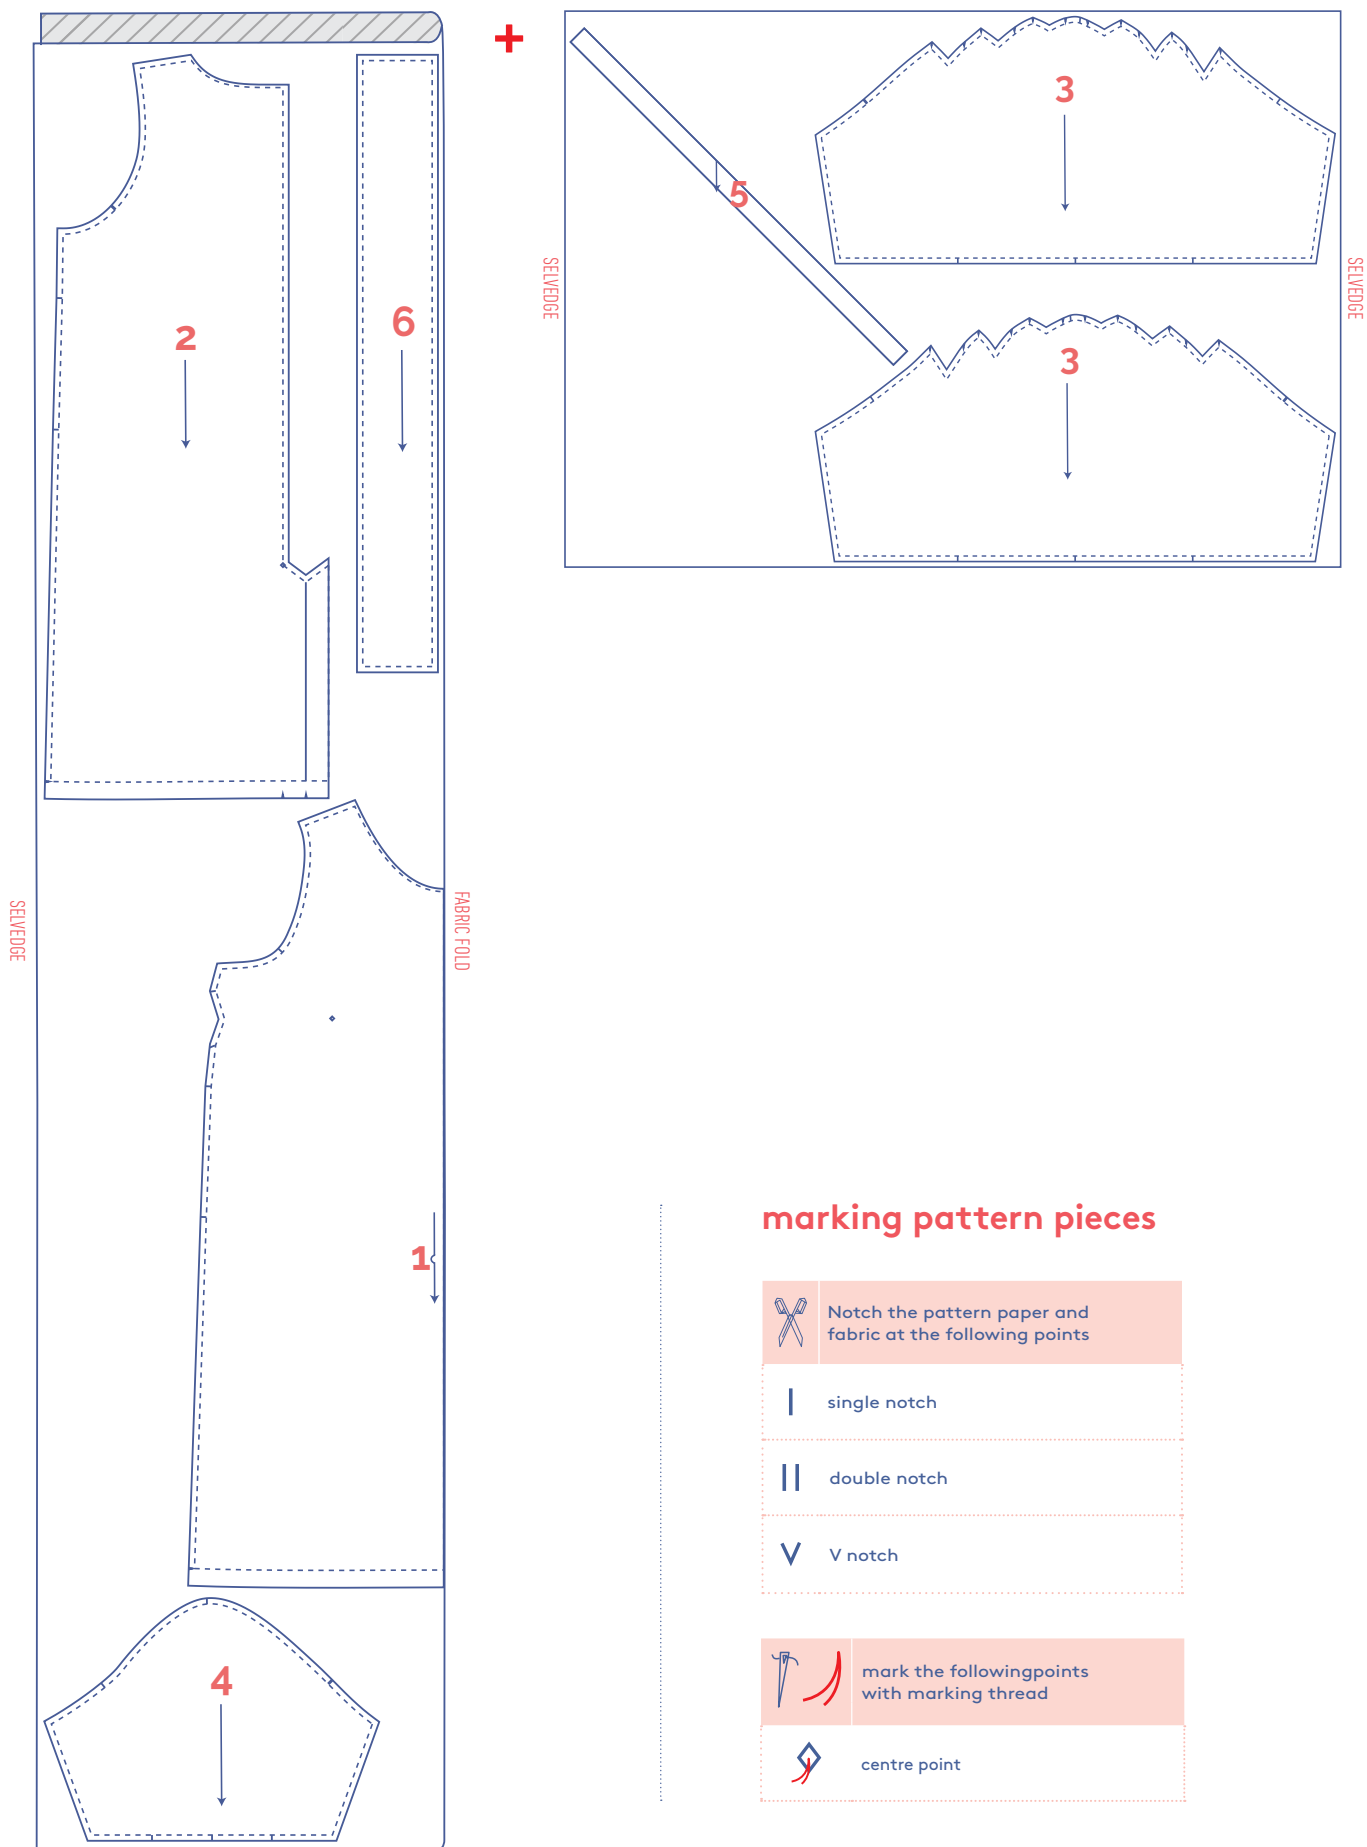 2
6
SELVEDGE
FABRIC FOLD
1
4
+
SELVEDGE
5
3
3
SELVEDGE
marking pattern pieces
Notch the pattern paper and
fabric at the following points
single notch
double notch
V notch
mark the followingpoints
with marking thread
centre point